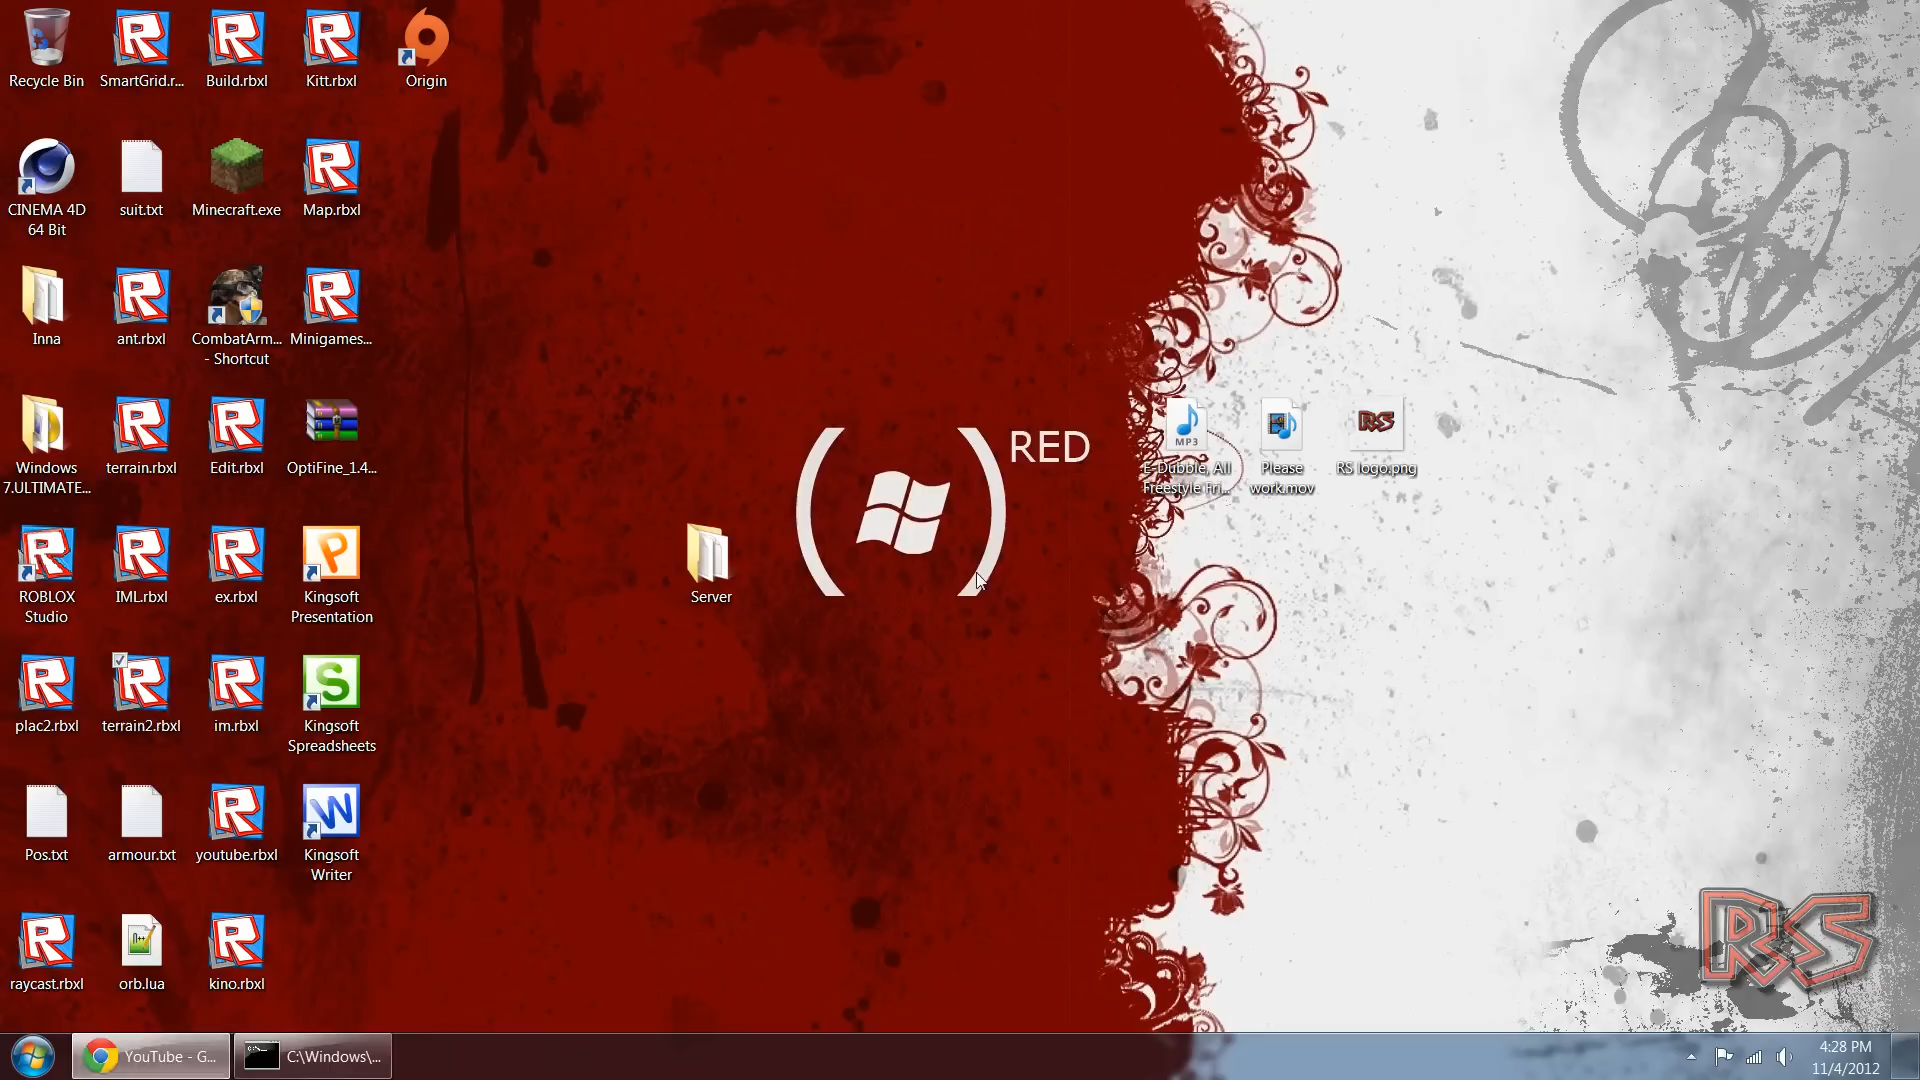 Recycle Bin
SmartGrid.r...
Build.rbxl
Kitt.rbxl
Origin
CINEMA 4D
64 Bit
suit.txt
Minecraft.exe
Map.rbxl
Inna
ant.rbxl
CombatArm...
- Shortcut
Minigames...
Windows
7.ULTIMATE...
terrain.rbxl
Edit.rbxl
OptiFine_1.4...
ROBLOX
Studio
IML.rbxl
ex.rbxl
Kingsoft
Presentation
plac2.rbxl
terrain2.rbxl
im.rbxl
Kingsoft
Spreadsheets
Pos.txt
armour.txt
youtube.rbxl
Kingsoft
Writer
raycast.rbxl
orb.lua
kino.rbxl
Server
RED
MP3
E-Dubble, All
Freestyle Fri...
Please
work.mov
RS
RS logo.png
RS
YouTube - G...
C:\Windows\...
4:28 PM
11/4/2012